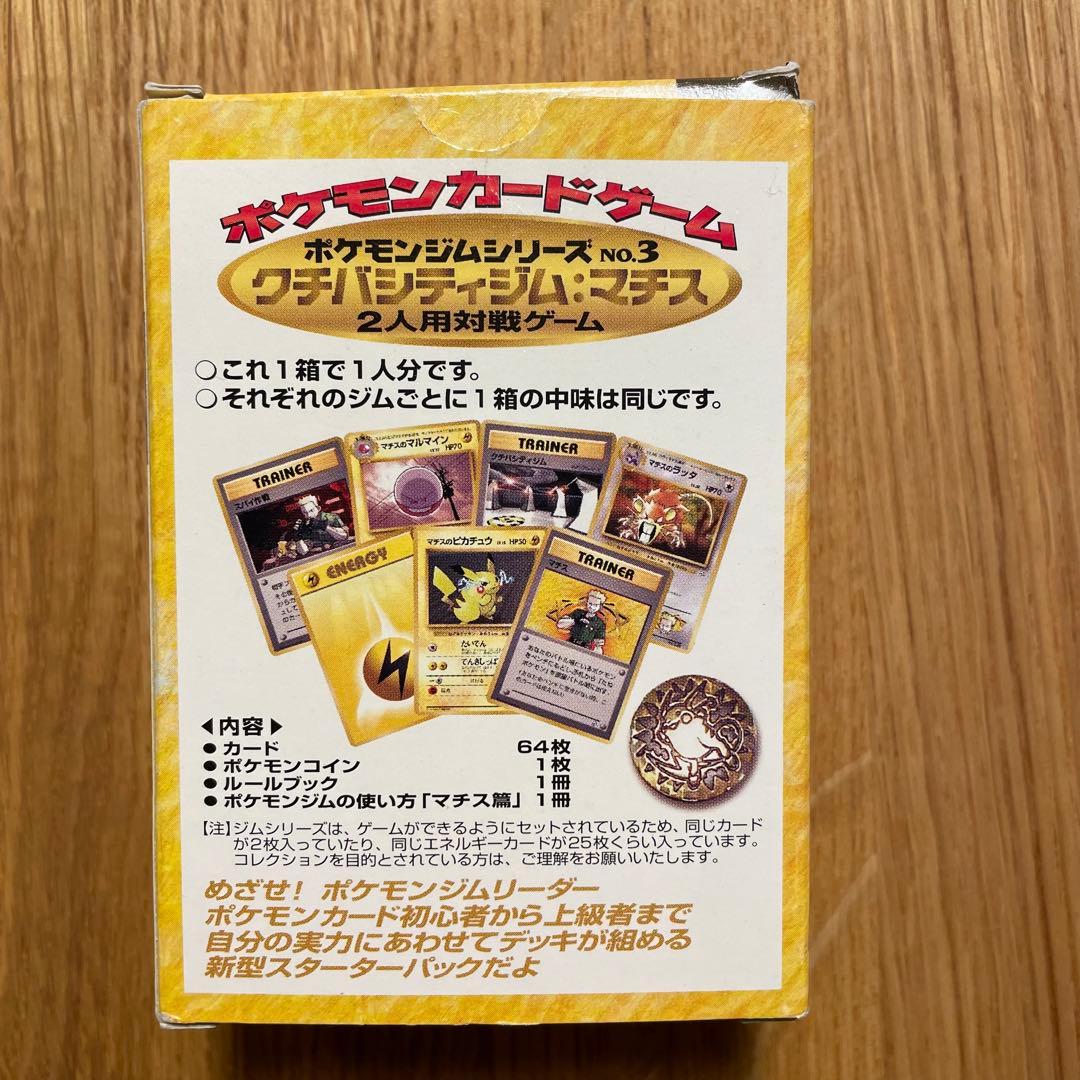 ポケモンカードゲーム
ポケモンジムシリーズ NO.3
クチバシティジム:マチス
2人用対戦ゲーム
○これ1箱で1人分です。
○それぞれのジムごとに1箱の中味は同じです。
TRAINER
スパイ作戦
マチスのマルマイン
HP70
TRAINER
クチバシティジム
マチスのラッタ
HP70
ENERGY
マチスのピカチュウ HP50
たいでん
でんきしっぱ
TRAINER
マチス
◀内容▶
●カード 64枚
●ポケモンコイン 1枚
●ルールブック 1冊
●ポケモンジムの使い方「マチス篇」1冊
【注】ジムシリーズは、ゲームができるようにセットされているため、同じカード
が2枚入っていたり、同じエネルギーカードが25枚くらい入っています。
コレクションを目的とされている方は、ご理解をお願いいたします。
めざせ! ポケモンジムリーダー
ポケモンカード初心者から上級者まで
自分の実力にあわせてデッキが組める
新型スターターパックだよ